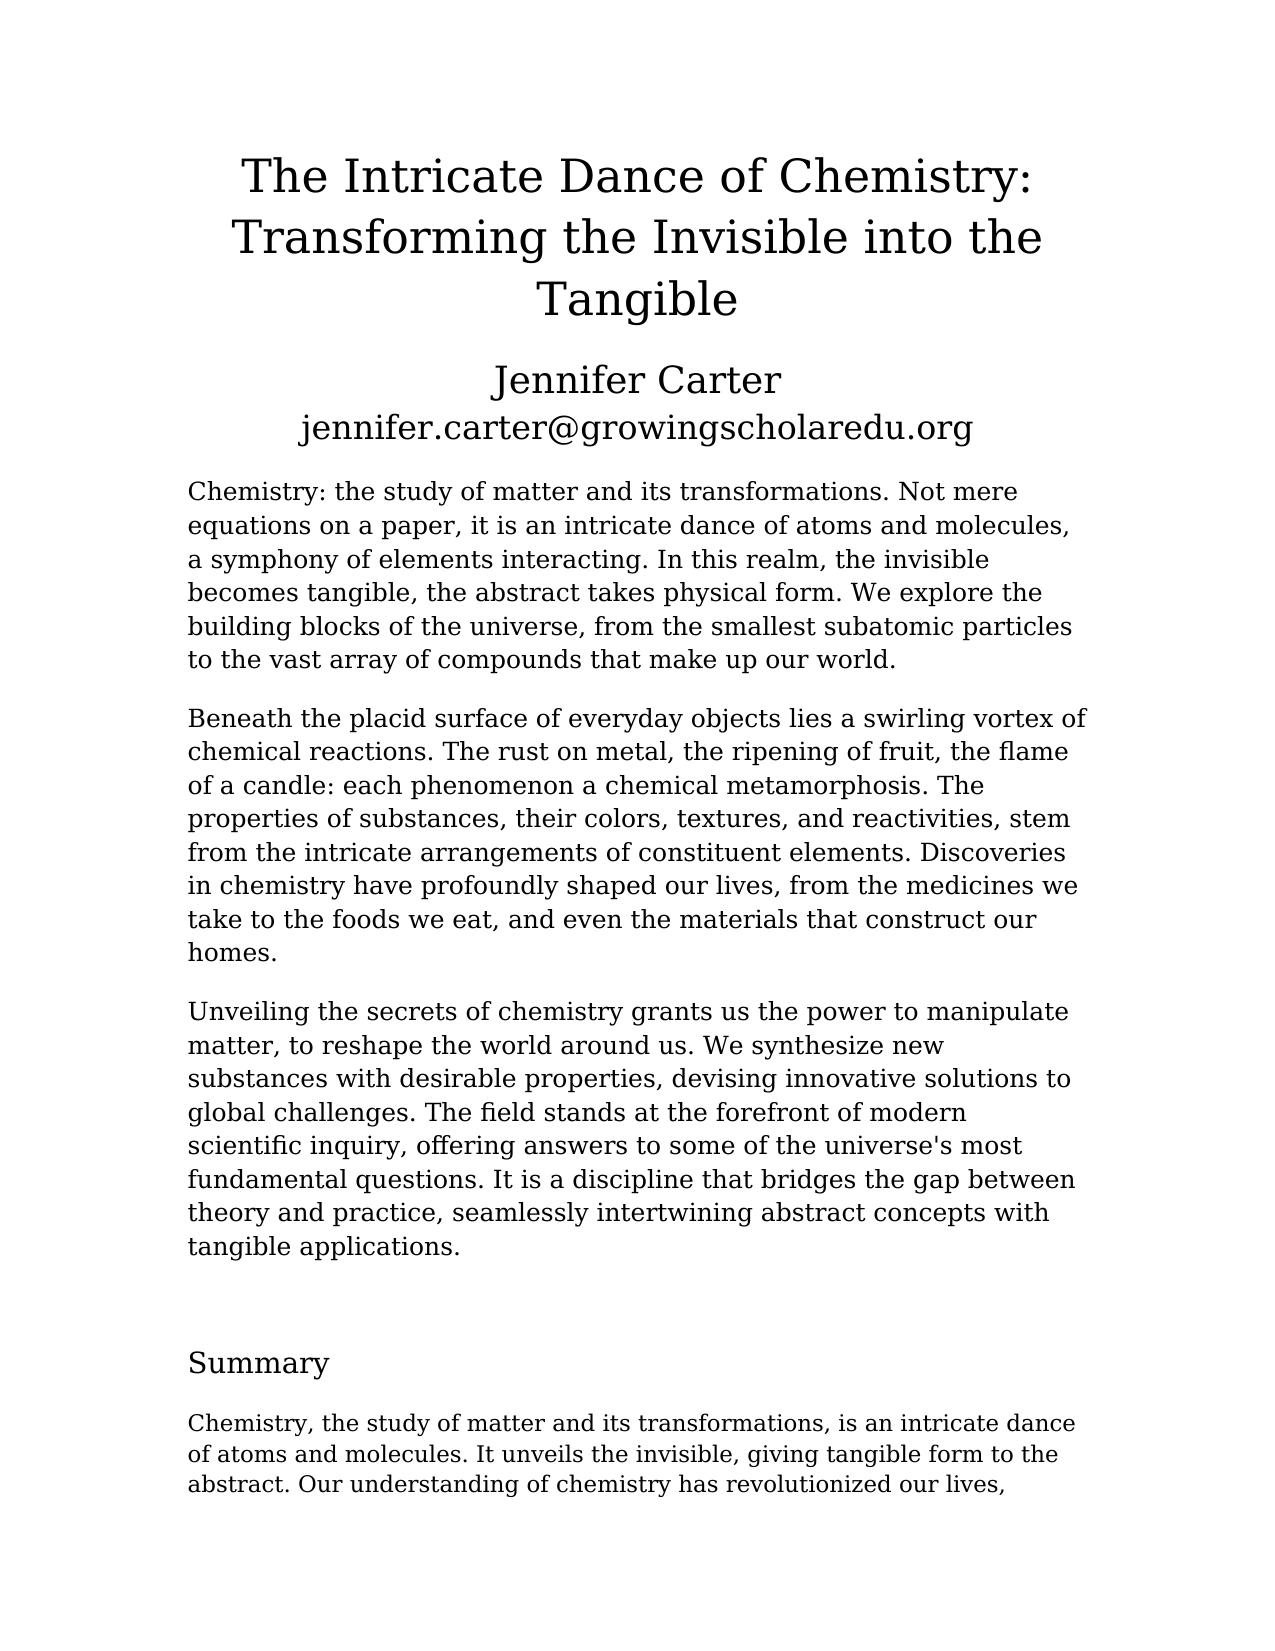 The Intricate Dance of Chemistry:
Transforming the Invisible into the
Tangible
Jennifer Carter
jennifer.carter@growingscholaredu.org
Chemistry: the study of matter and its transformations. Not mere
equations on a paper, it is an intricate dance of atoms and molecules,
a symphony of elements interacting. In this realm, the invisible
becomes tangible, the abstract takes physical form. We explore the
building blocks of the universe, from the smallest subatomic particles
to the vast array of compounds that make up our world.
Beneath the placid surface of everyday objects lies a swirling vortex of
chemical reactions. The rust on metal, the ripening of fruit, the flame
of a candle: each phenomenon a chemical metamorphosis. The
properties of substances, their colors, textures, and reactivities, stem
from the intricate arrangements of constituent elements. Discoveries
in chemistry have profoundly shaped our lives, from the medicines we
take to the foods we eat, and even the materials that construct our
homes.
Unveiling the secrets of chemistry grants us the power to manipulate
matter, to reshape the world around us. We synthesize new
substances with desirable properties, devising innovative solutions to
global challenges. The field stands at the forefront of modern
scientific inquiry, offering answers to some of the universe's most
fundamental questions. It is a discipline that bridges the gap between
theory and practice, seamlessly intertwining abstract concepts with
tangible applications.
Summary
Chemistry, the study of matter and its transformations, is an intricate dance
of atoms and molecules. It unveils the invisible, giving tangible form to the
abstract. Our understanding of chemistry has revolutionized our lives,